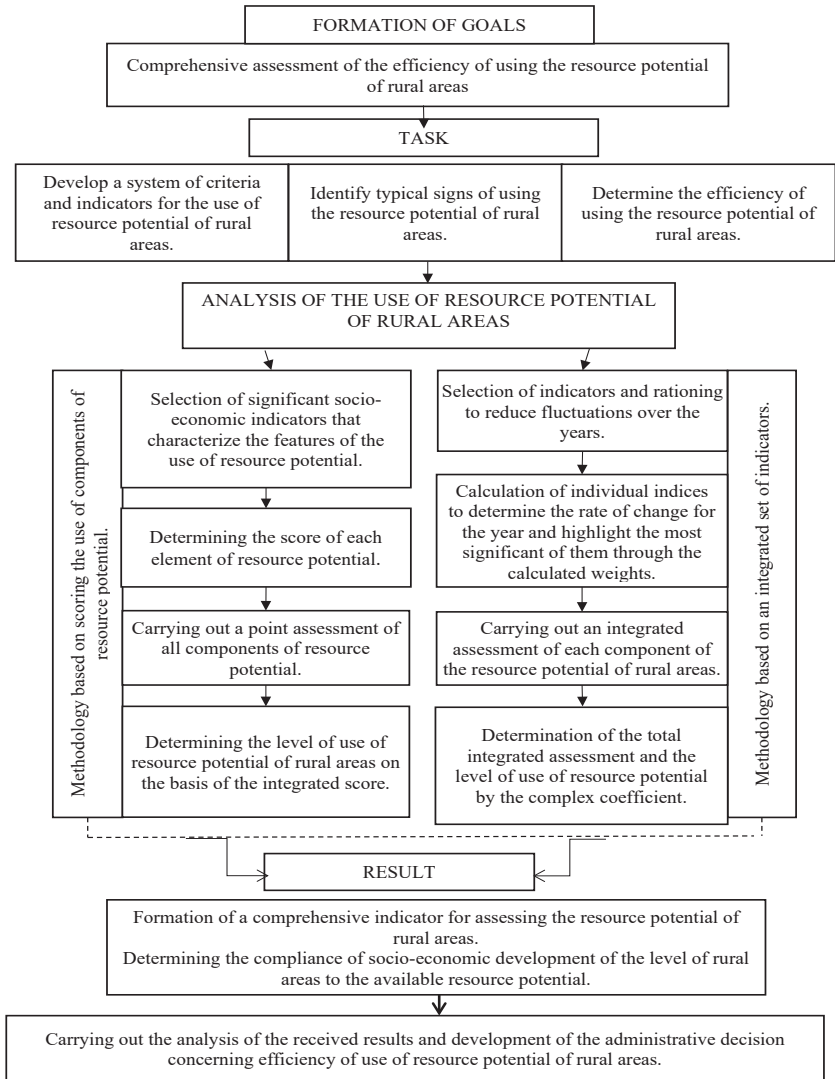 FORMATION OF GOALS
Comprehensive assessment of the efficiency of using the resource potential
of rural areas
TASK
Develop a system of criteria
and indicators for the use of
resource potential of rural
areas.
Identify typical signs of using
the resource potential of rural
areas.
Determine the efficiency of
using the resource potential of
rural areas.
ANALYSIS OF THE USE OF RESOURCE POTENTIAL
OF RURAL AREAS
Methodology based on scoring the use of components of
resource potential.
Selection of significant socio-
economic indicators that
characterize the features of the
use of resource potential.
Determining the score of each
element of resource potential.
Carrying out a point assessment of
all components of resource
potential.
Determining the level of use of
resource potential of rural areas on
the basis of the integrated score.
Selection of indicators and rationing
to reduce fluctuations over the
years.
Calculation of individual indices
to determine the rate of change for
the year and highlight the most
significant of them through the
calculated weights.
Carrying out an integrated
assessment of each component of
the resource potential of rural areas.
Determination of the total
integrated assessment and the
level of use of resource potential
by the complex coefficient.
Methodology based on an integrated set of indicators.
RESULT
Formation of a comprehensive indicator for assessing the resource potential of
rural areas.
Determining the compliance of socio-economic development of the level of rural
areas to the available resource potential.
Carrying out the analysis of the received results and development of the administrative decision
concerning efficiency of use of resource potential of rural areas.